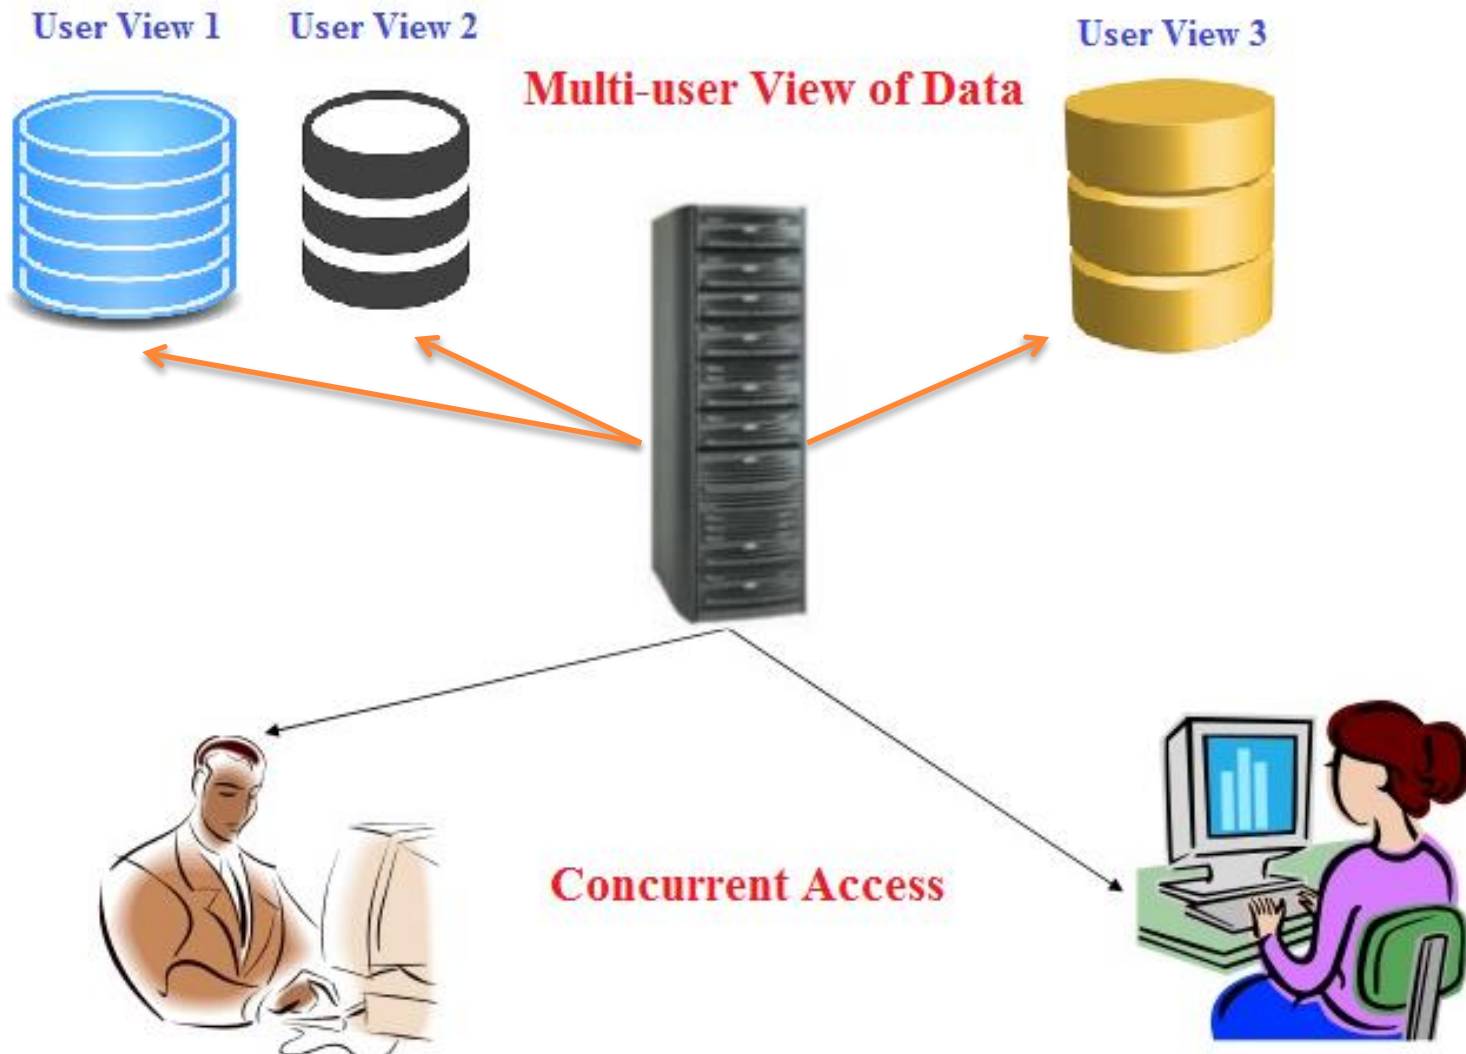 User View 1
User View 2
User View 3
Multi-user View of Data
Concurrent Access